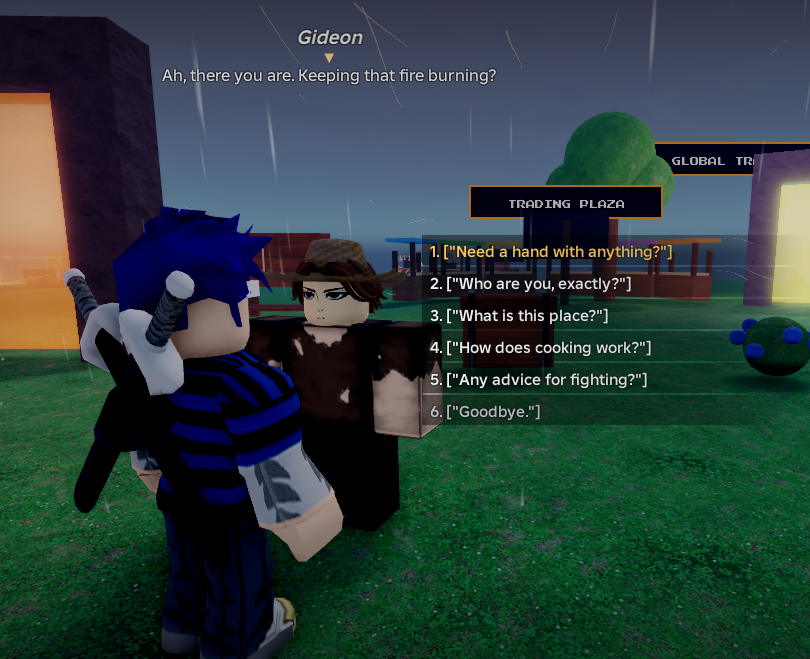 Gideon
Ah, there you are. Keeping that fire burning?
GLOBAL
TRADING PLAZA
1. ["Need a hand with anything?"]
2. ["Who are you, exactly?"]
3. ["What is this place?"]
4. ["How does cooking work?"]
5. ["Any advice for fighting?"]
6. ["Goodbye."]